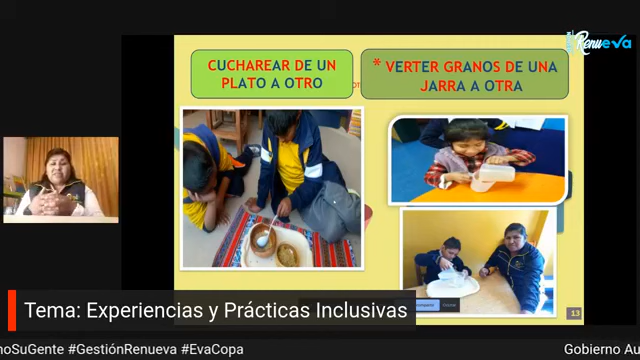 Renueva
CUCHAREAR DE UN
PLATO A OTRO
* VERTER GRANOS DE UNA
JARRA A OTRA
Tema: Experiencias y Prácticas Inclusivas
13
noSuGente #GestiónRenueva #EvaCopa
Gobierno Au